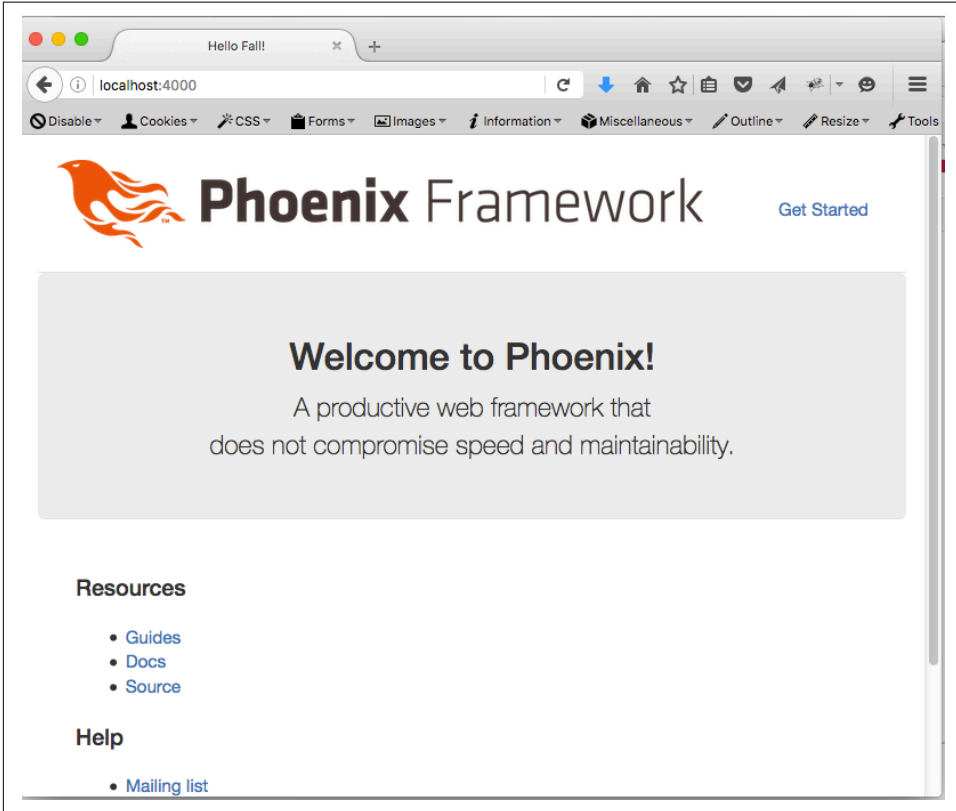 Hello Fall!
localhost:4000
Disable Cookies CSS Forms Images Information Miscellaneous Outline Resize Tools
Phoenix Framework
TM
Get Started
Welcome to Phoenix!
A productive web framework that
does not compromise speed and maintainability.
Resources
• Guides
• Docs
• Source
Help
• Mailing list